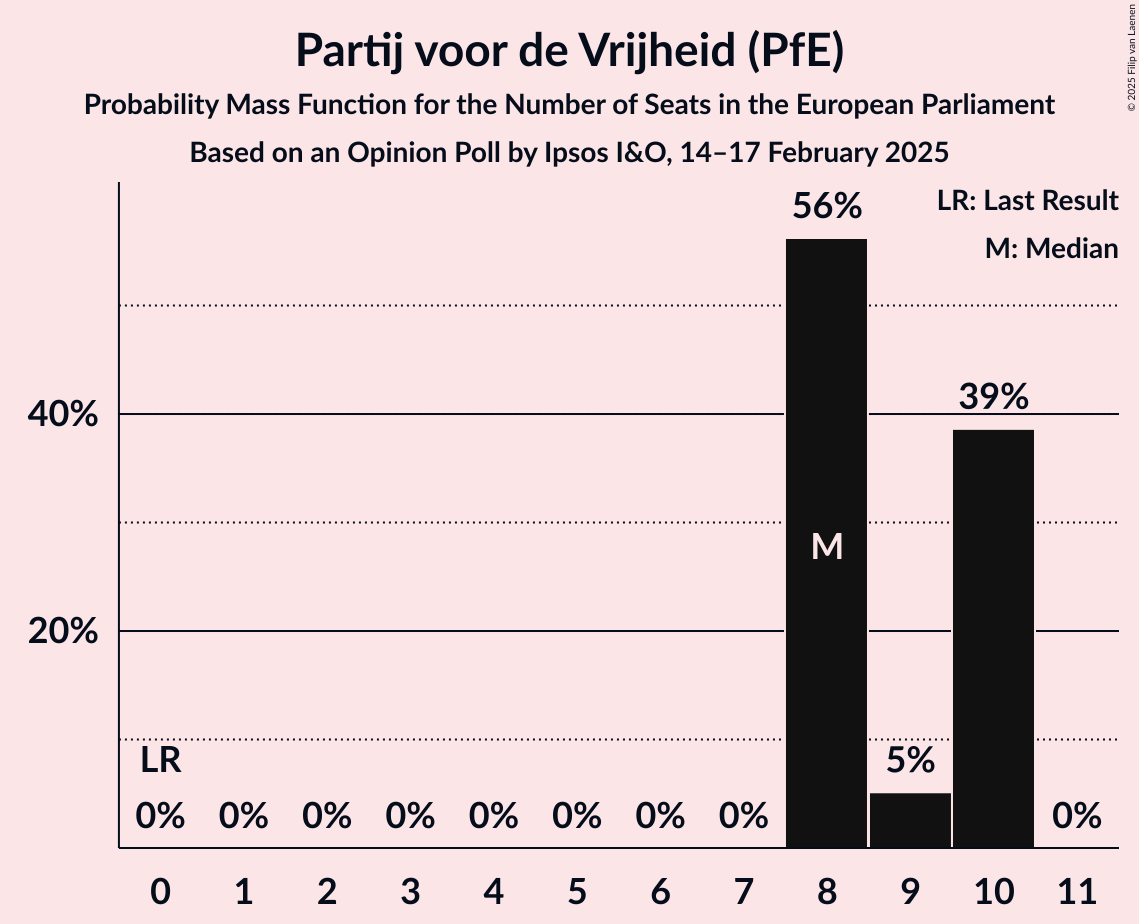 Partij voor de Vrijheid (PfE)
Probability Mass Function for the Number of Seats in the European Parliament
Based on an Opinion Poll by Ipsos I&O, 14–17 February 2025
© 2025 Filip van Laenen
LR: Last Result
M: Median
56%
39%
40%
M
20%
LR
5%
0% 0% 0% 0% 0% 0% 0% 0% 0%
0 1 2 3 4 5 6 7 8 9 10 11